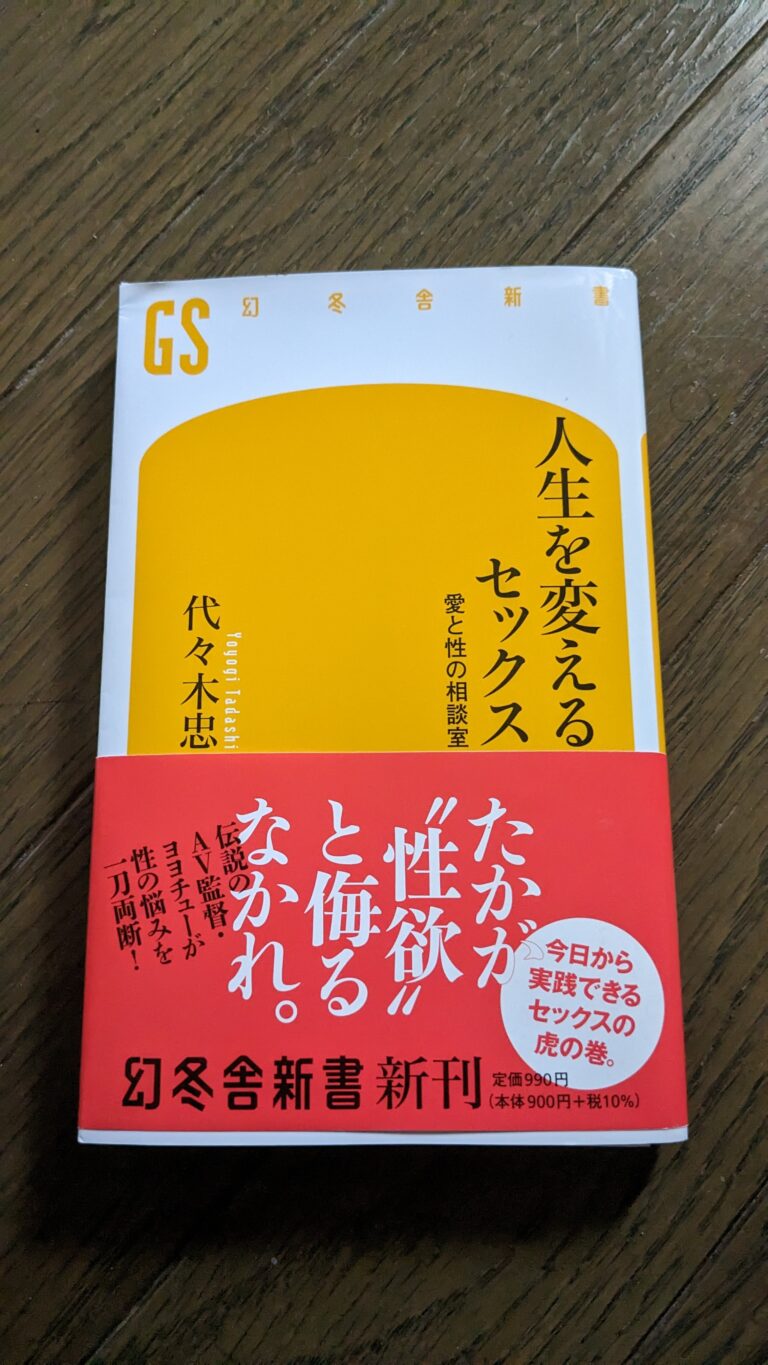 GS
幻冬舎新書
人生を変える
セックス
愛と性の相談室
代々木忠
Yoyogi Tadashi
たかが
“性欲”
と侮る
なかれ。
伝説の
AV監督・
ヨヨチューが
性の悩みを
一刀両断!
今日から
実践できる
セックスの
虎の巻。
幻冬舎新書 新刊
定価990円
(本体900円+税10%)